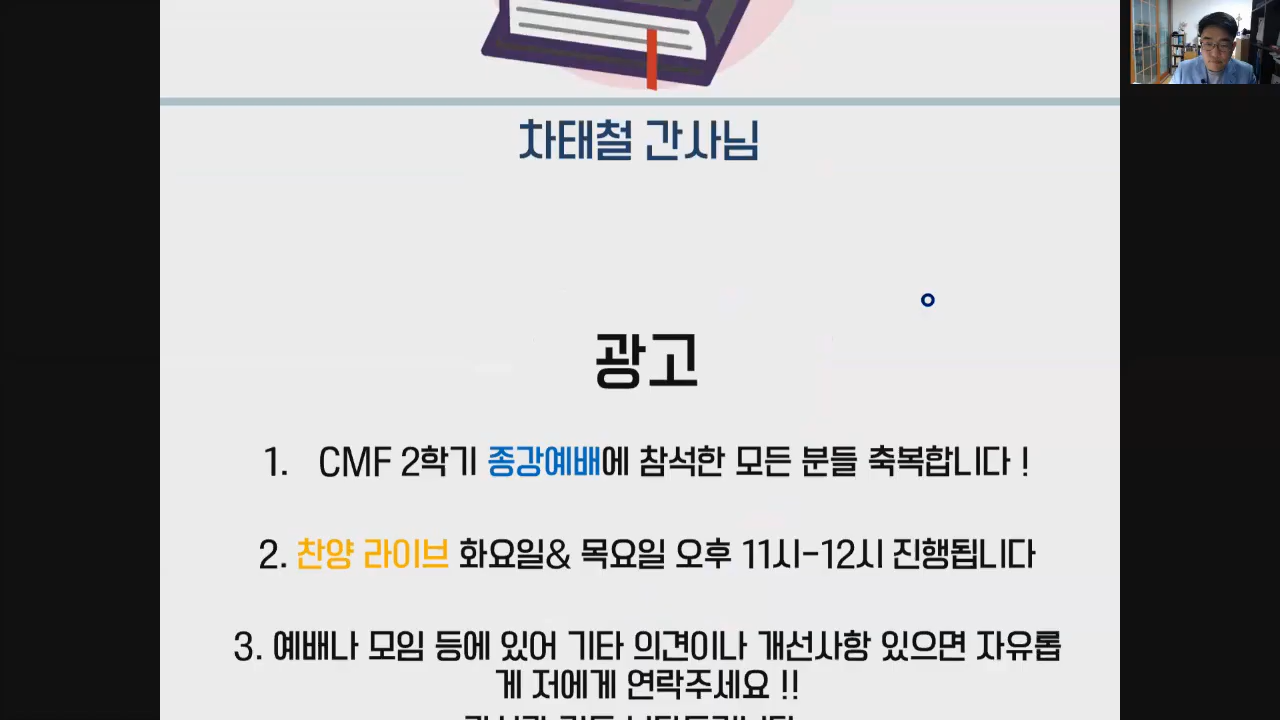 차태철 간사님
광고
1. CMF 2학기 종강예배에 참석한 모든 분들 축복합니다 !
2. 찬양 라이브 화요일& 목요일 오후 11시-12시 진행됩니다
3. 예배나 모임 등에 있어 기타 의견이나 개선사항 있으면 자유롭
게 저에게 연락주세요 !!